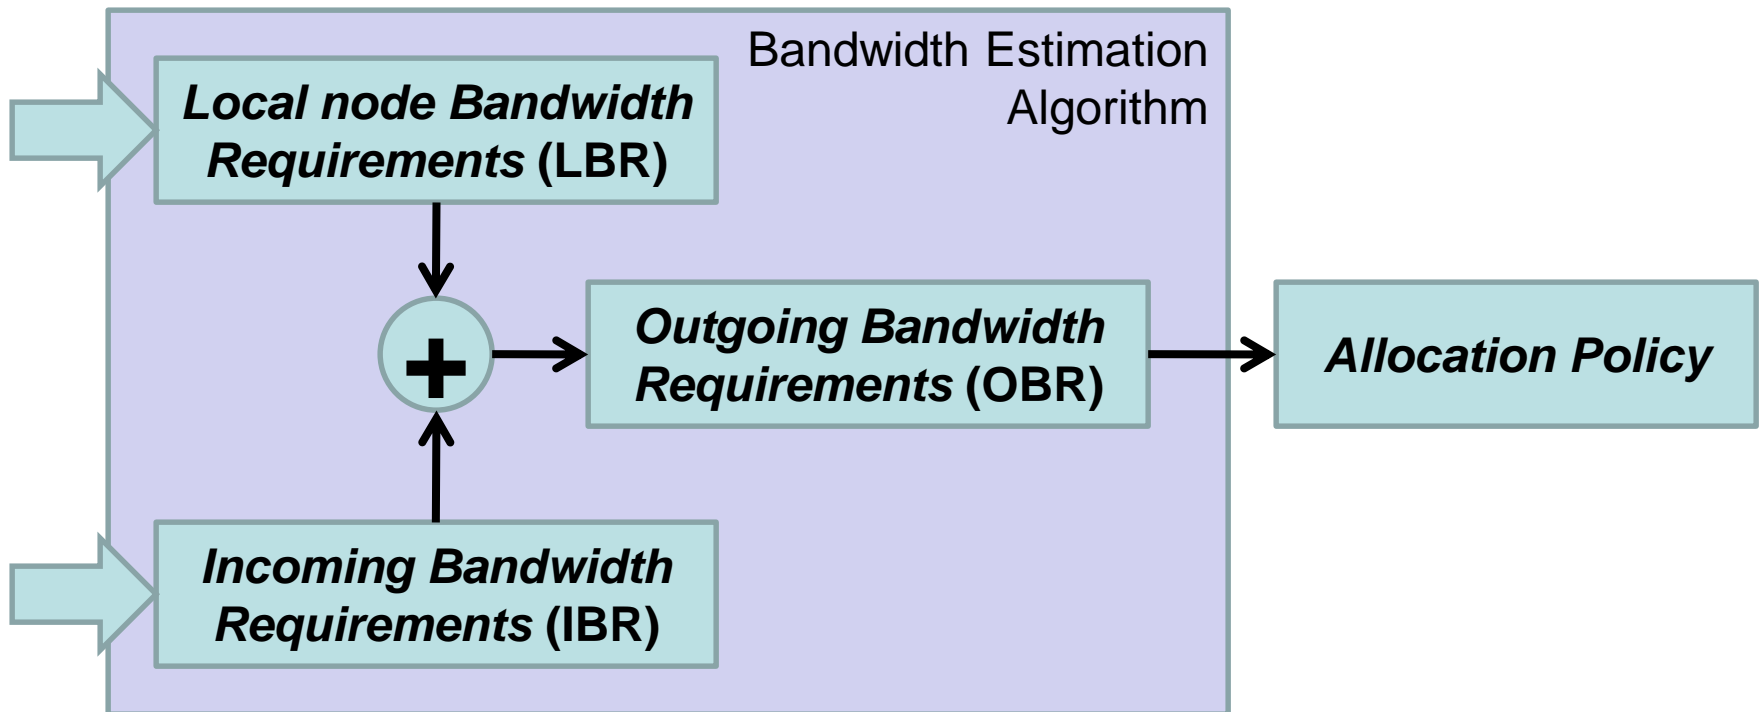 Bandwidth Estimation
Algorithm
Local node Bandwidth
Requirements (LBR)
+
Outgoing Bandwidth
Requirements (OBR)
Allocation Policy
Incoming Bandwidth
Requirements (IBR)